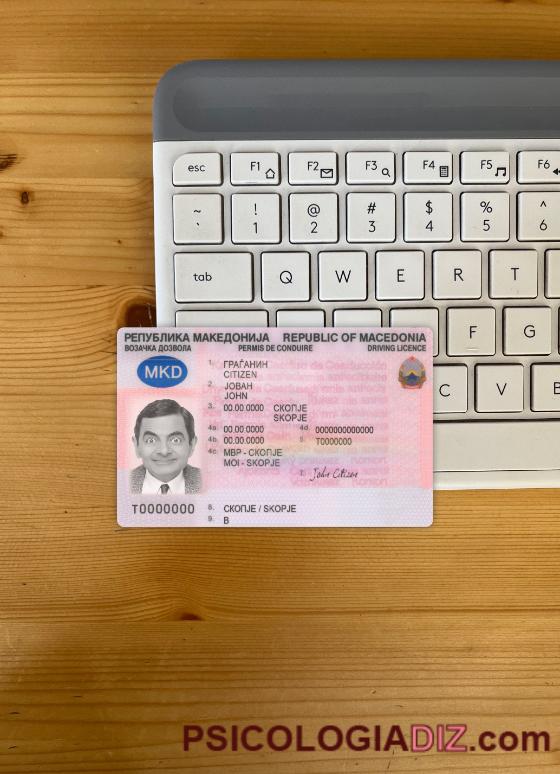 esc F1 F2 F3 F4 F5 F6
~ ! @ # $ % ^
` 1 2 3 4 5 6
tab Q W E R T
F G
C V B
РЕПУБЛИКА МАКЕДОНИЈА REPUBLIC OF MACEDONIA
ВОЗАЧКА ДОЗВОЛА PERMIS DE CONDUIRE DRIVING LICENCE
MKD
1. ГРАЃАНИН
CITIZEN
2. ЈОВАН
JOHN
3. 00.00.0000 СКОПЈЕ
SKOPJE
4a 00.00.0000 4d 0000000000000
4b 00.00.0000 5. T0000000
4c МВР - СКОПЈЕ
MOI - SKOPJE
7. John Citizen
T0000000 8. СКОПЈЕ / SKOPJE
9. B
PSICOLOGIADIZ.com